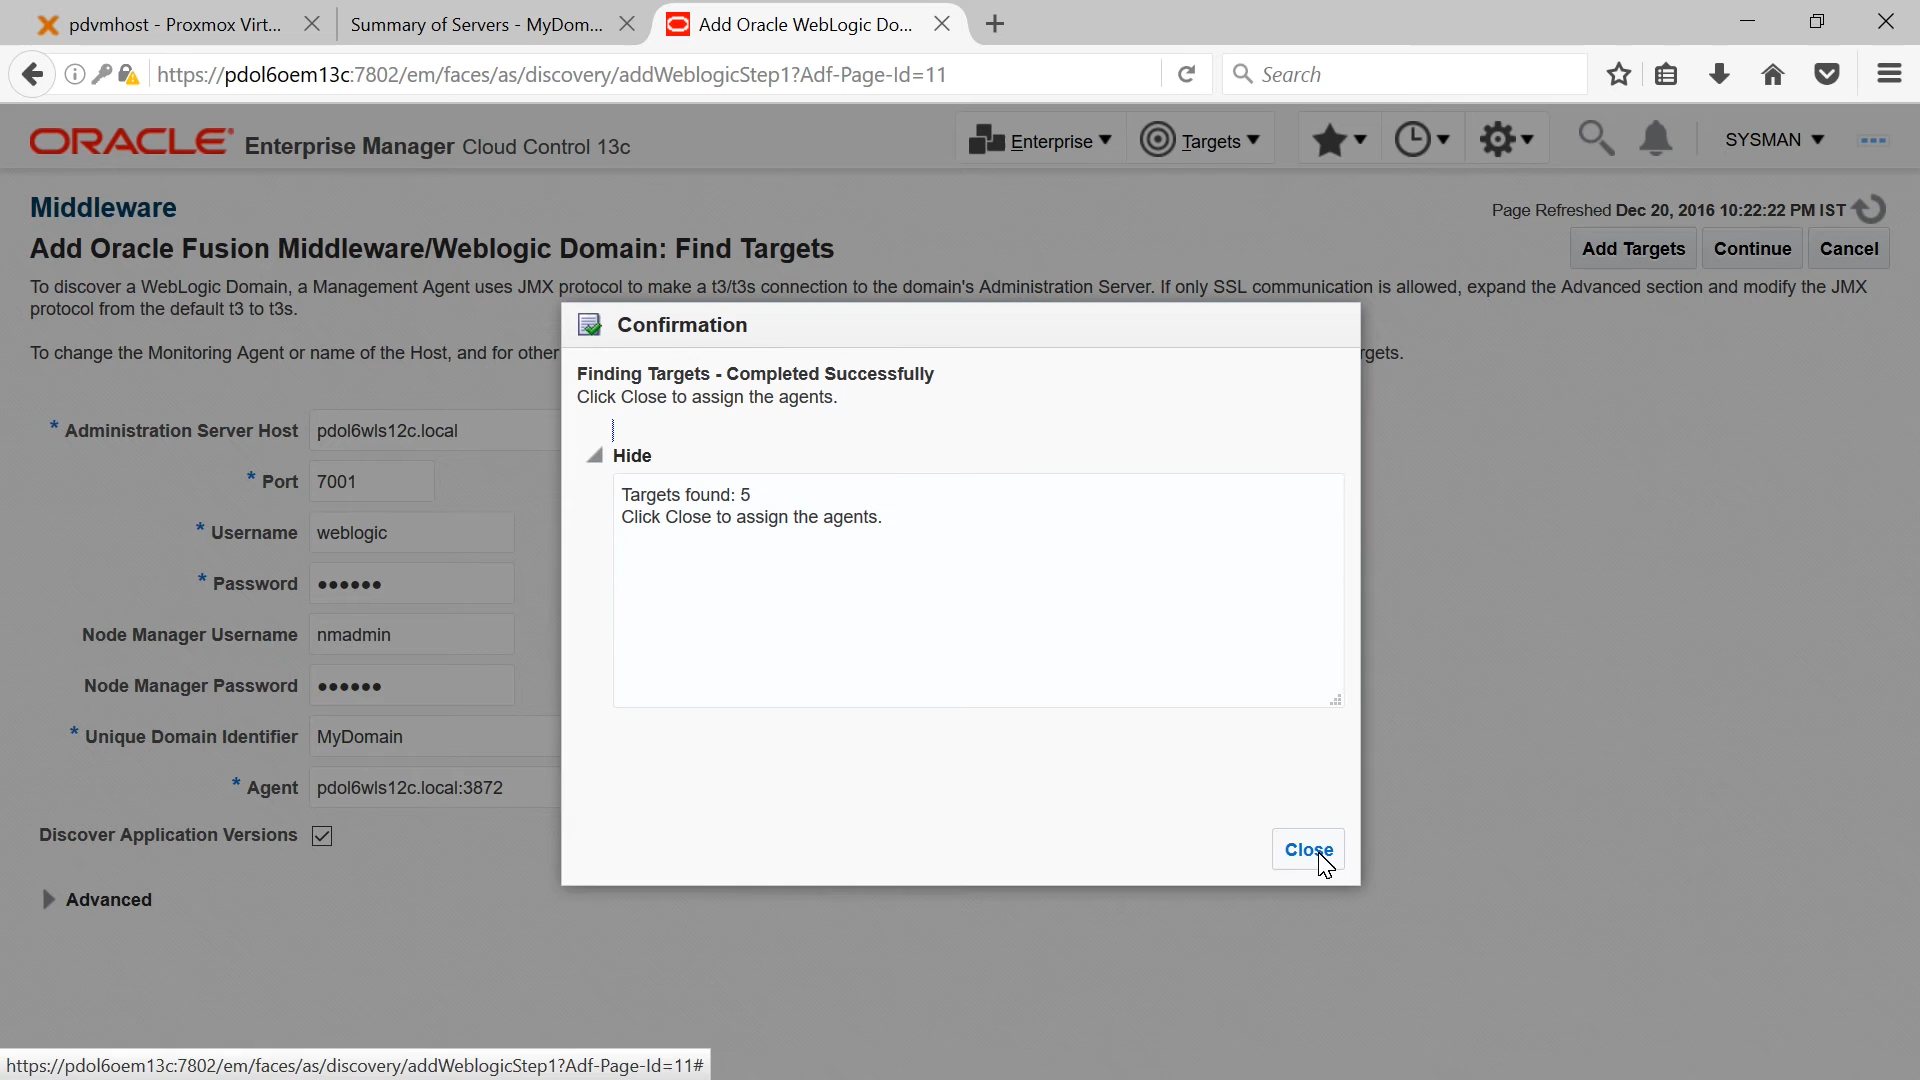 pdvmhost - Proxmox Virt...
Summary of Servers - MyDom...
Add Oracle WebLogic Do...
https://pdol6oem13c:7802/em/faces/as/discovery/addWeblogicStep1?Adf-Page-Id=11
Search
ORACLE Enterprise Manager Cloud Control 13c
Enterprise
Targets
SYSMAN
Middleware
Page Refreshed Dec 20, 2016 10:22:22 PM IST
Add Oracle Fusion Middleware/Weblogic Domain: Find Targets
Add Targets
Continue
Cancel
To discover a WebLogic Domain, a Management Agent uses JMX protocol to make a t3/t3s connection to the domain's Administration Server. If only SSL communication is allowed, expand the Advanced section and modify the JMX
protocol from the default t3 to t3s.
To change the Monitoring Agent or name of the Host, and for other
rgets.
Confirmation
Finding Targets - Completed Successfully
Click Close to assign the agents.
Hide
Targets found: 5
Click Close to assign the agents.
Close
* Administration Server Host pdol6wls12c.local
* Port 7001
* Username weblogic
* Password ●●●●●●
Node Manager Username nmadmin
Node Manager Password ●●●●●●
* Unique Domain Identifier MyDomain
* Agent pdol6wls12c.local:3872
Discover Application Versions
Advanced
https://pdol6oem13c:7802/em/faces/as/discovery/addWeblogicStep1?Adf-Page-Id=11#